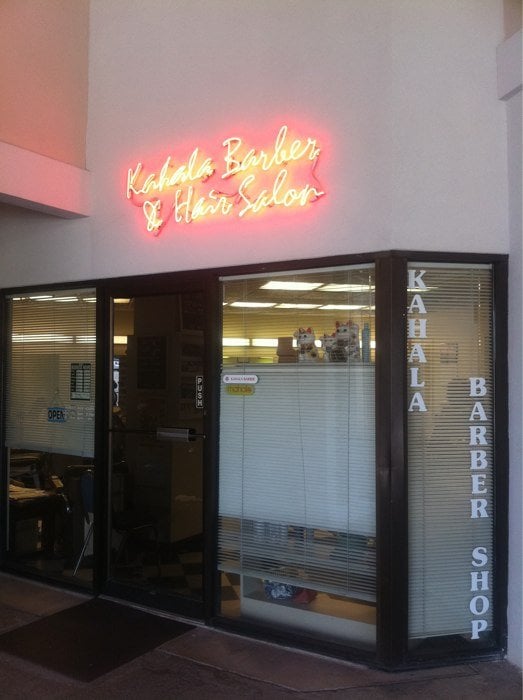 Kahala Barber
& Hair Salon
KAHALA
BARBER SHOP
PUSH
OPEN